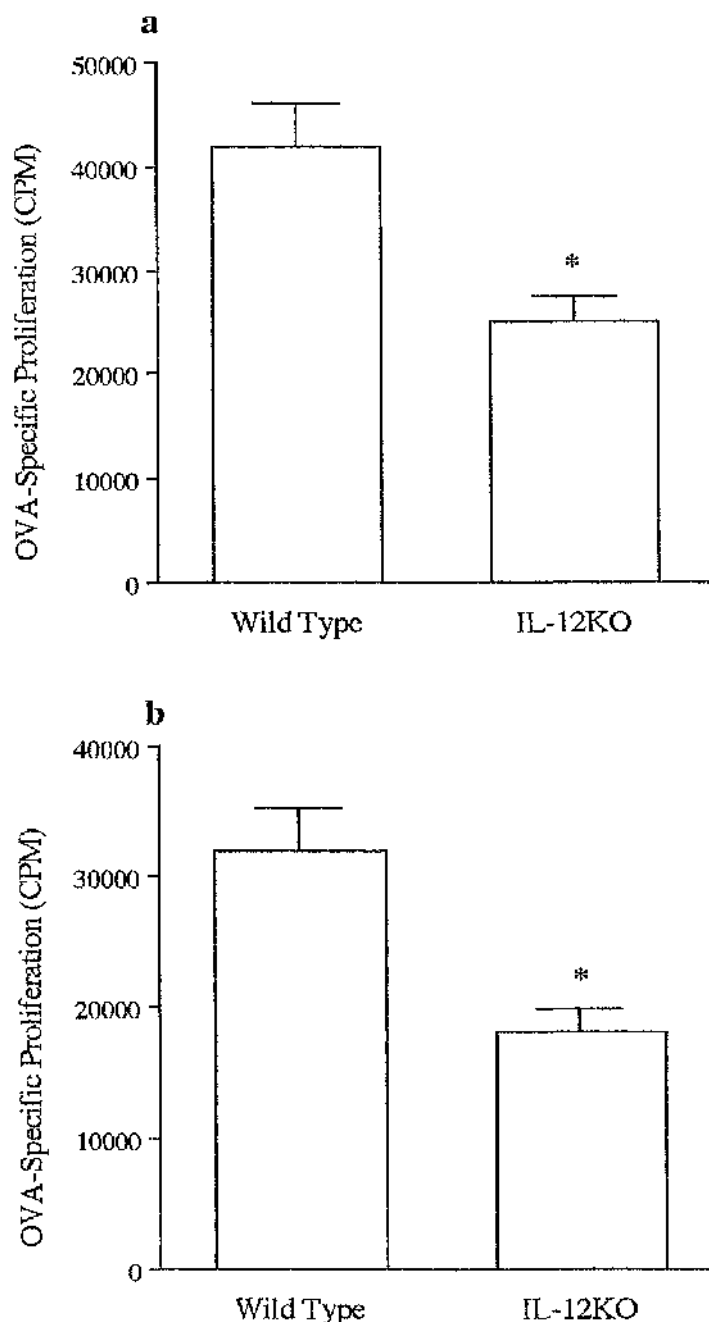 a
50000
40000
30000
20000
10000
0
OVA-Specific Proliferation (CPM)
*
Wild Type
IL-12KO
b
40000
30000
20000
10000
0
OVA-Specific Proliferation (CPM)
*
Wild Type
IL-12KO